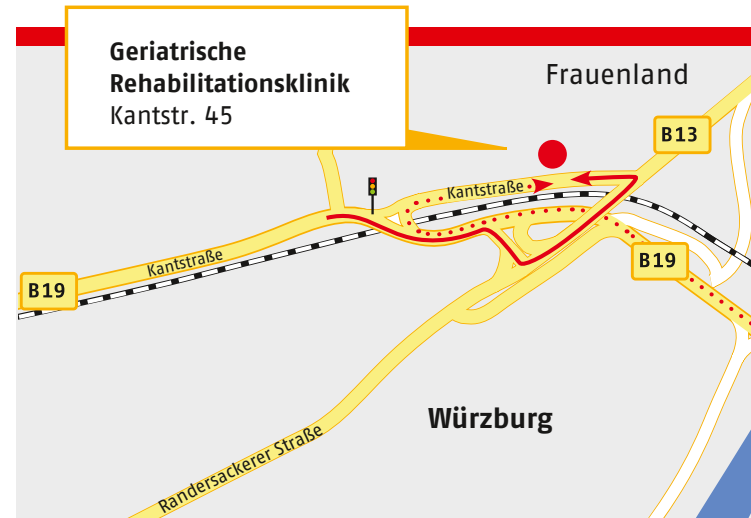 Geriatrische
Rehabilitationsklinik
Kantstr. 45
Frauenland
B13
Kantstraße
Kantstraße
B19
B19
Würzburg
Randersackerer Straße